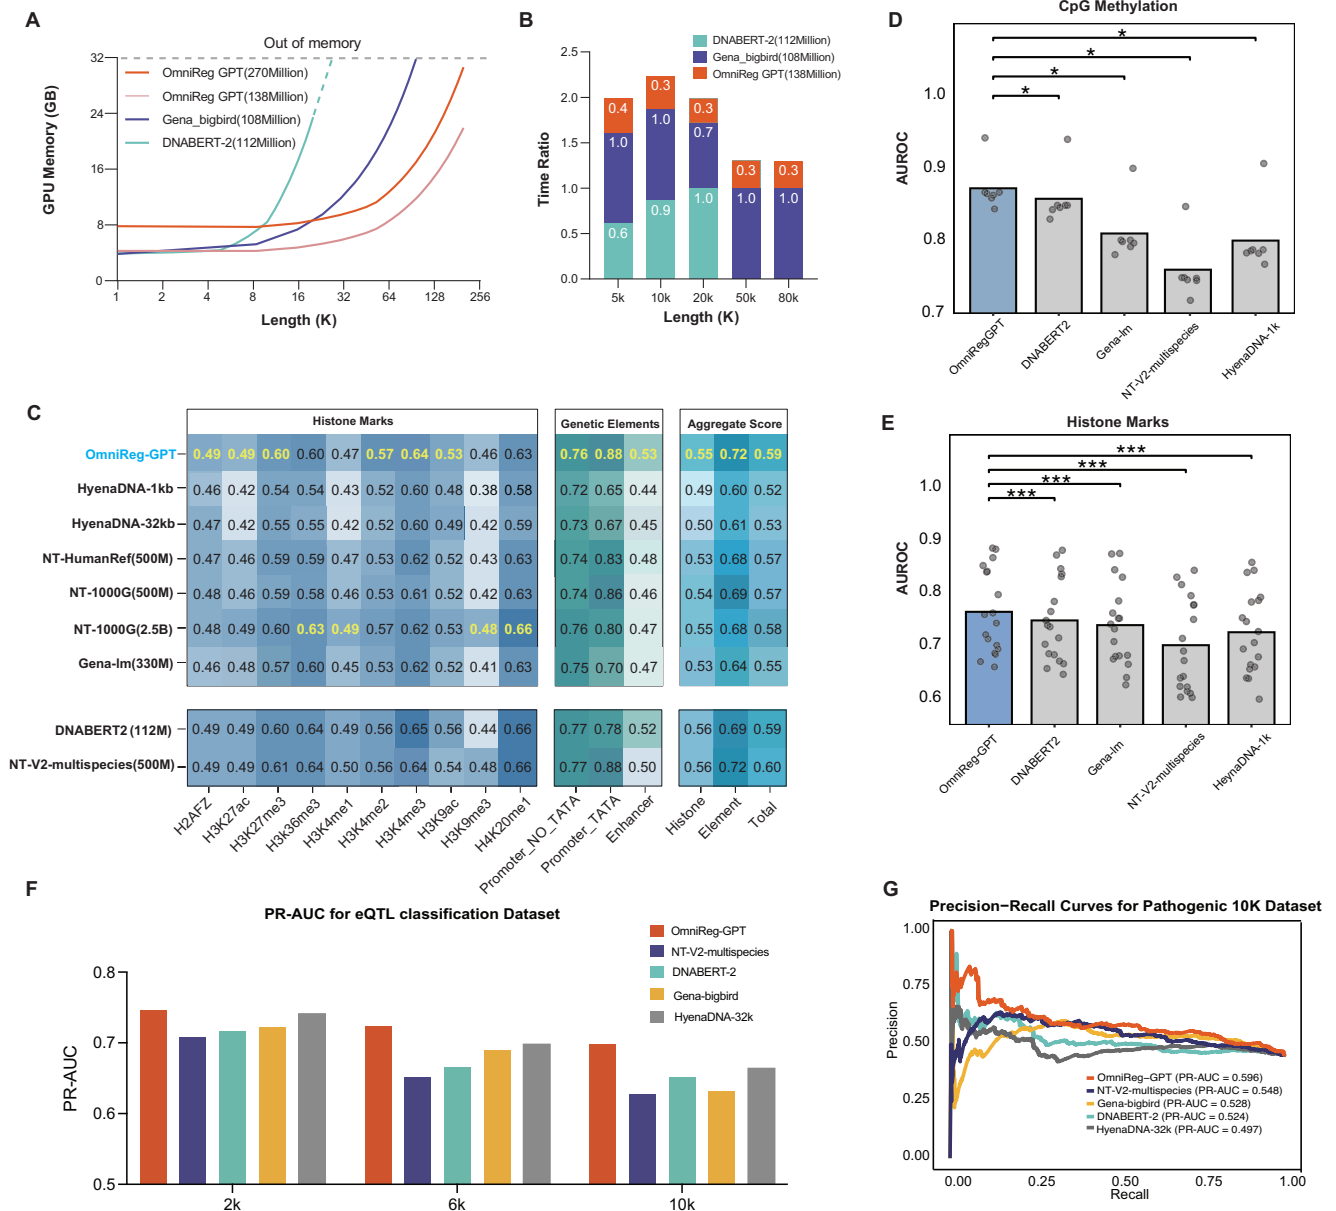 A
Out of memory
GPU Memory (GB)
32
24
16
8
0
OmniReg GPT(270Million)
OmniReg GPT(138Million)
Gena_bigbird(108Million)
DNABERT-2(112Million)
1 2 4 8 16 32 64 128 256
Length (K)
B
DNABERT-2(112Million)
Gena_bigbird(108Million)
OmniReg GPT(138Million)
Time Ratio
2.5
2.0
1.5
1.0
0.5
0.0
0.4 0.3 0.3 0.3 0.3
1.0 1.0 0.7 1.0 1.0
0.6 0.9 1.0
5k 10k 20k 50k 80k
Length (K)
D
CpG Methylation
AUROC
1.0
0.9
0.8
0.7
*
*
*
*
OmniRegGPT
DNABERT2
Gena-lm
NT-V2-multispecies
HyenaDNA-1k
C
Histone Marks Genetic Elements Aggregate Score
OmniReg-GPT 0.49 0.49 0.60 0.60 0.47 0.57 0.64 0.53 0.46 0.63 0.76 0.88 0.53 0.55 0.72 0.59
HyenaDNA-1kb 0.46 0.42 0.54 0.54 0.43 0.52 0.60 0.48 0.38 0.58 0.72 0.65 0.44 0.49 0.60 0.52
HyenaDNA-32kb 0.47 0.42 0.55 0.55 0.42 0.52 0.60 0.49 0.42 0.59 0.73 0.67 0.45 0.50 0.61 0.53
NT-HumanRef(500M) 0.47 0.46 0.59 0.59 0.47 0.53 0.63 0.52 0.43 0.63 0.74 0.83 0.48 0.53 0.68 0.57
NT-1000G(500M) 0.48 0.46 0.59 0.58 0.46 0.53 0.61 0.52 0.42 0.63 0.74 0.86 0.46 0.54 0.69 0.57
NT-1000G(2.5B) 0.48 0.49 0.60 0.63 0.49 0.57 0.62 0.53 0.48 0.66 0.76 0.80 0.47 0.55 0.68 0.58
Gena-lm(330M) 0.46 0.48 0.57 0.60 0.45 0.53 0.62 0.52 0.41 0.63 0.75 0.70 0.47 0.53 0.64 0.55
DNABERT2 (112M) 0.49 0.49 0.60 0.64 0.49 0.56 0.65 0.56 0.44 0.66 0.77 0.78 0.52 0.56 0.69 0.59
NT-V2-multispecies(500M) 0.49 0.49 0.61 0.64 0.50 0.56 0.64 0.54 0.48 0.66 0.77 0.88 0.50 0.56 0.72 0.60
H2AFZ
H3K27ac
H3K27me3
H3k36me3
H3K4me1
H3K4me2
H3K4me3
H3K9ac
H3K9me3
H4K20me1
Promoter_NO_TATA
Promoter_TATA
Enhancer
Histone
Element
Total
E
Histone Marks
AUROC
1.0
0.9
0.8
0.7
0.6
***
***
***
***
OmniReg-GPT
DNABERT2
Gena-lm
NT-V2-multispecies
HeynaDNA-1k
F
PR-AUC for eQTL classification Dataset
OmniReg-GPT
NT-V2-multispecies
DNABERT-2
Gena-bigbird
HyenaDNA-32k
PR-AUC
0.8
0.7
0.6
0.5
2k 6k 10k
G
Precision−Recall Curves for Pathogenic 10K Dataset
Precision
1.00
0.75
0.50
0.25
0.00
OmniReg−GPT (PR-AUC = 0.596)
NT-V2-multispecies (PR-AUC = 0.548)
Gena-bigbird (PR-AUC = 0.528)
DNABERT-2 (PR-AUC = 0.524)
HyenaDNA-32k (PR-AUC = 0.497)
0.00 0.25 0.50 0.75 1.00
Recall